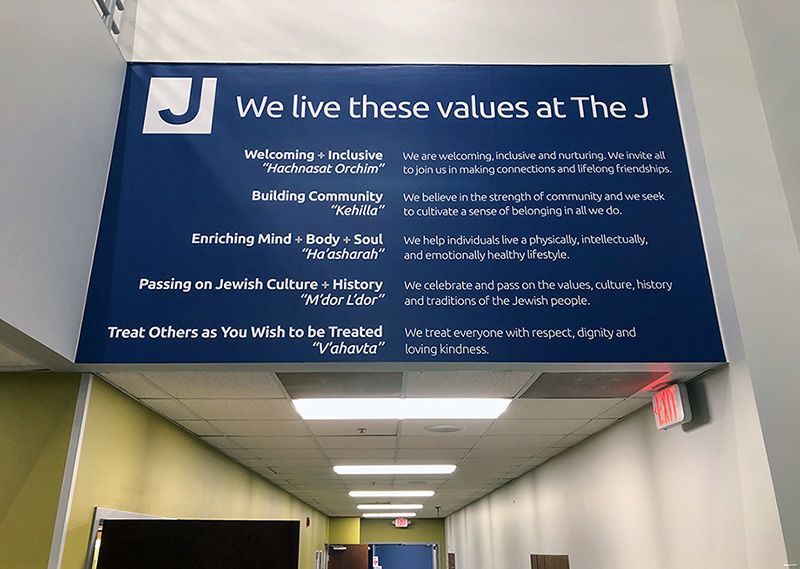 J We live these values at The J
Welcoming + Inclusive
"Hachnasat Orchim"
We are welcoming, inclusive and nurturing. We invite all
to join us in making connections and lifelong friendships.
Building Community
"Kehilla"
We believe in the strength of community and we seek
to cultivate a sense of belonging in all we do.
Enriching Mind + Body + Soul
"Ha'asharah"
We help individuals live a physically, intellectually,
and emotionally healthy lifestyle.
Passing on Jewish Culture + History
"M'dor L'dor"
We celebrate and pass on the values, culture, history
and traditions of the Jewish people.
Treat Others as You Wish to be Treated
"V'ahavta"
We treat everyone with respect, dignity and
loving kindness.
EXIT
EXIT